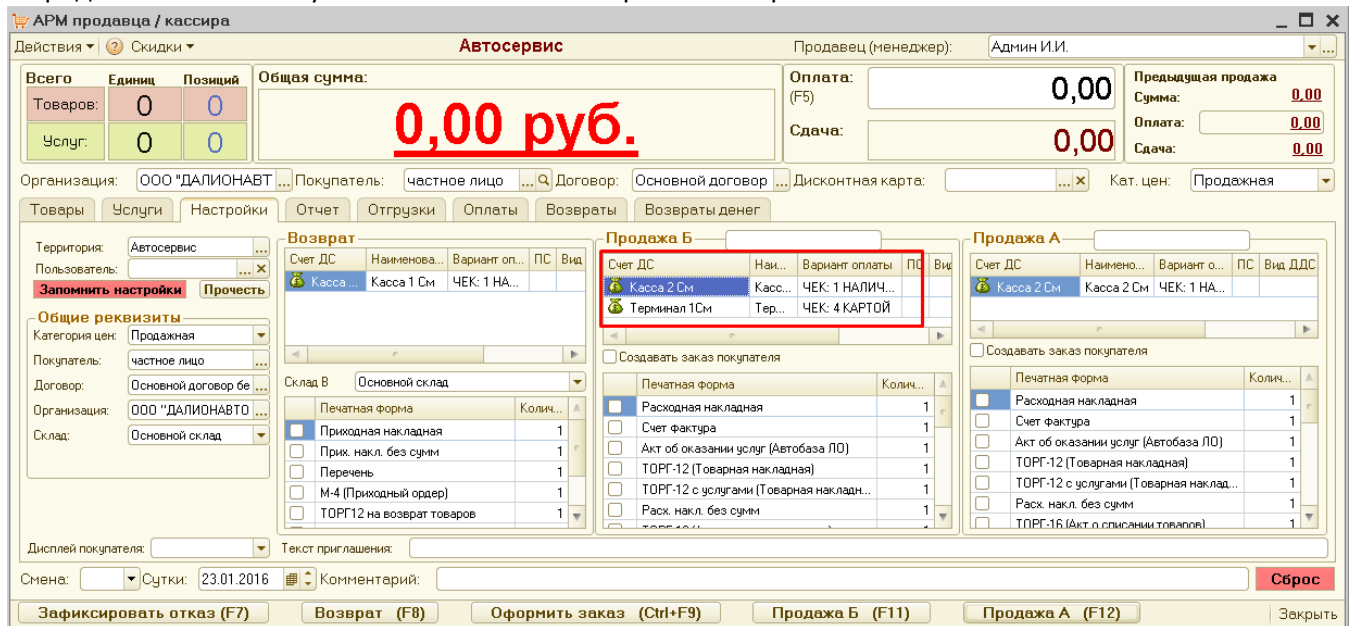 АРМ продавца / кассира
Действия Скидки Автосервис Продавец (менеджер): Админ И.И. ...
Всего Единиц Позиций Общая сумма: Оплата: (F5) 0,00 Предыдущая продажа
Товаров: 0 0 0,00 руб. Сумма: 0,00
Услуг: 0 0 Сдача: 0,00 Оплата: 0,00
Сдача: 0,00
Организация: ООО "ДАЛИОНАВТ ... Покупатель: частное лицо ... Договор: Основной договор ... Дисконтная карта: ... × Кат. цен: Продажная
Товары Услуги Настройки Отчет Отгрузки Оплаты Возвраты Возвраты денег
Территория: Автосервис ...
Пользователь: ... ×
Запомнить настройки Прочесть
Общие реквизиты
Категория цен: Продажная
Покупатель: частное лицо ...
Договор: Основной договор бе ...
Организация: ООО "ДАЛИОНАВТО ...
Склад: Основной склад
Возврат
Счет ДС Наименова... Вариант оп... ПС Вид
Касса ... Касса 1 См ЧЕК: 1 НА...
Склад В Основной склад
Печатная форма Колич...
Приходная накладная 1
Прих. накл. без сумм 1
Перечень 1
М-4 (Приходный ордер) 1
ТОРГ12 на возврат товаров 1
Продажа Б
Счет ДС Наи... Вариант оплаты ПС Вид
Касса 2 См Касс... ЧЕК: 1 НАЛИЧ...
Терминал 1См Тер... ЧЕК: 4 КАРТОЙ
Создавать заказ покупателя
Печатная форма Колич...
Расходная накладная 1
Счет фактура 1
Акт об оказании услуг (Автобаза ЛО) 1
ТОРГ-12 (Товарная накладная) 1
ТОРГ-12 с услугами (Товарная накладн... 1
Расх. накл. без сумм 1
Продажа А
Счет ДС Наимено... Вариант о... ПС Вид ДДС
Касса 2 См Касса 2 См ЧЕК: 1 НА...
Создавать заказ покупателя
Печатная форма Колич...
Расходная накладная 1
Счет фактура 1
Акт об оказании услуг (Автобаза ЛО) 1
ТОРГ-12 (Товарная накладная) 1
ТОРГ-12 с услугами (Товарная наклад... 1
Расх. накл. без сумм 1
ТОРГ-16 (Акт о списании товаров) 1
Дисплей покупателя: Текст приглашения:
Смена: Сутки: 23.01.2016 Комментарий: Сброс
Зафиксировать отказ (F7) Возврат (F8) Оформить заказ (Ctrl+F9) Продажа Б (F11) Продажа А (F12) Закрыть